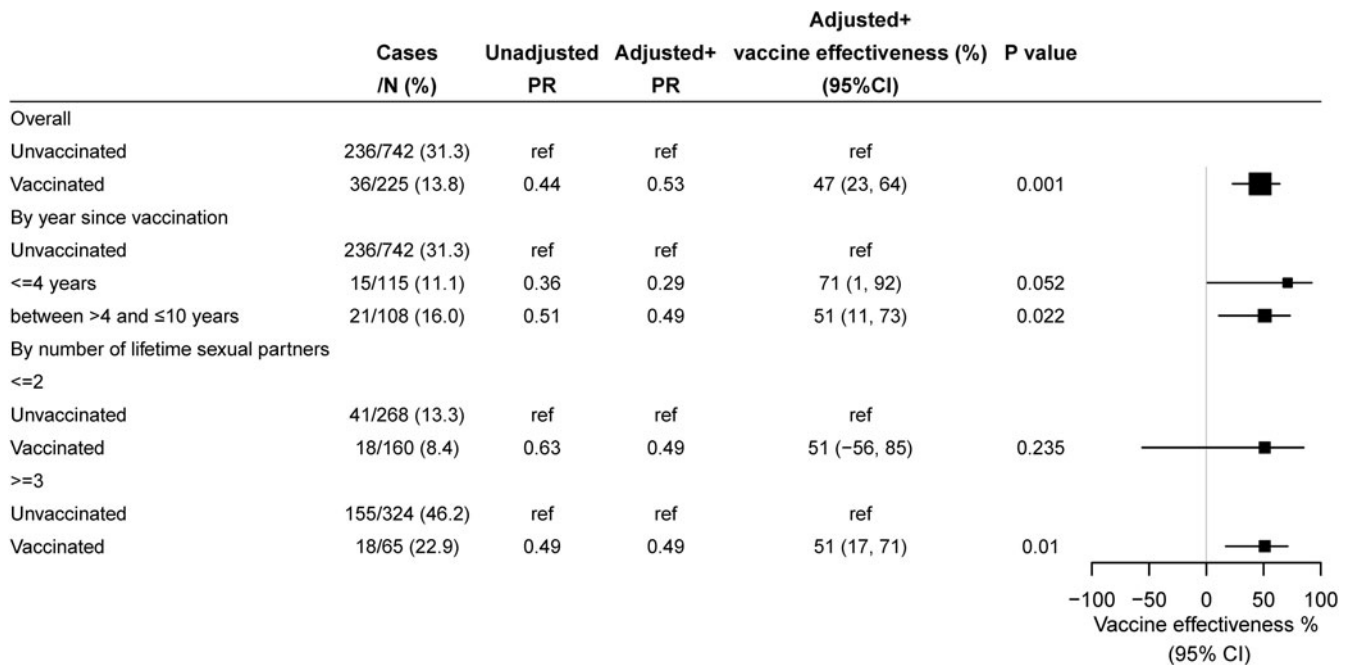 Adjusted+
Cases Unadjusted Adjusted+ vaccine effectiveness (%) P value
/N (%) PR PR (95%CI)
Overall
Unvaccinated 236/742 (31.3) ref ref ref
Vaccinated 36/225 (13.8) 0.44 0.53 47 (23, 64) 0.001
By year since vaccination
Unvaccinated 236/742 (31.3) ref ref ref
<=4 years 15/115 (11.1) 0.36 0.29 71 (1, 92) 0.052
between >4 and ≤10 years 21/108 (16.0) 0.51 0.49 51 (11, 73) 0.022
By number of lifetime sexual partners
<=2
Unvaccinated 41/268 (13.3) ref ref ref
Vaccinated 18/160 (8.4) 0.63 0.49 51 (−56, 85) 0.235
>=3
Unvaccinated 155/324 (46.2) ref ref ref
Vaccinated 18/65 (22.9) 0.49 0.49 51 (17, 71) 0.01
−100 −50 0 50 100
Vaccine effectiveness %
(95% CI)